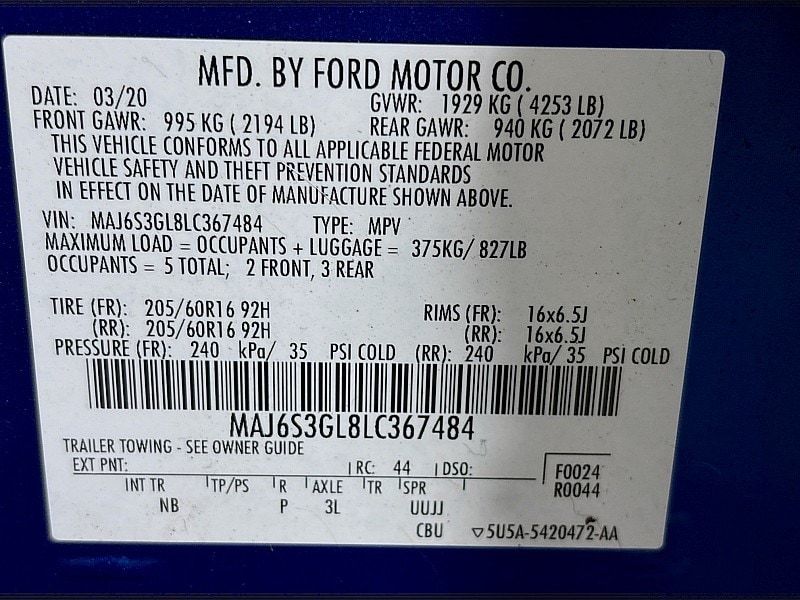 MFD. BY FORD MOTOR CO.
DATE: 03/20 GVWR: 1929 KG ( 4253 LB)
FRONT GAWR: 995 KG ( 2194 LB) REAR GAWR: 940 KG ( 2072 LB)
THIS VEHICLE CONFORMS TO ALL APPLICABLE FEDERAL MOTOR
VEHICLE SAFETY AND THEFT PREVENTION STANDARDS
IN EFFECT ON THE DATE OF MANUFACTURE SHOWN ABOVE.
VIN: MAJ6S3GL8LC367484 TYPE: MPV
MAXIMUM LOAD = OCCUPANTS + LUGGAGE = 375KG/ 827LB
OCCUPANTS = 5 TOTAL; 2 FRONT, 3 REAR
TIRE (FR): 205/60R16 92H RIMS (FR): 16x6.5J
(RR): 205/60R16 92H (RR): 16x6.5J
PRESSURE (FR): 240 kPa/ 35 PSI COLD (RR): 240 kPa/ 35 PSI COLD
MAJ6S3GL8LC367484
TRAILER TOWING - SEE OWNER GUIDE
EXT PNT: RC: 44 DSO: F0024
INT TR TP/PS R AXLE TR SPR R0044
NB P 3L UUJJ
CBU ▽5U5A-5420472-AA